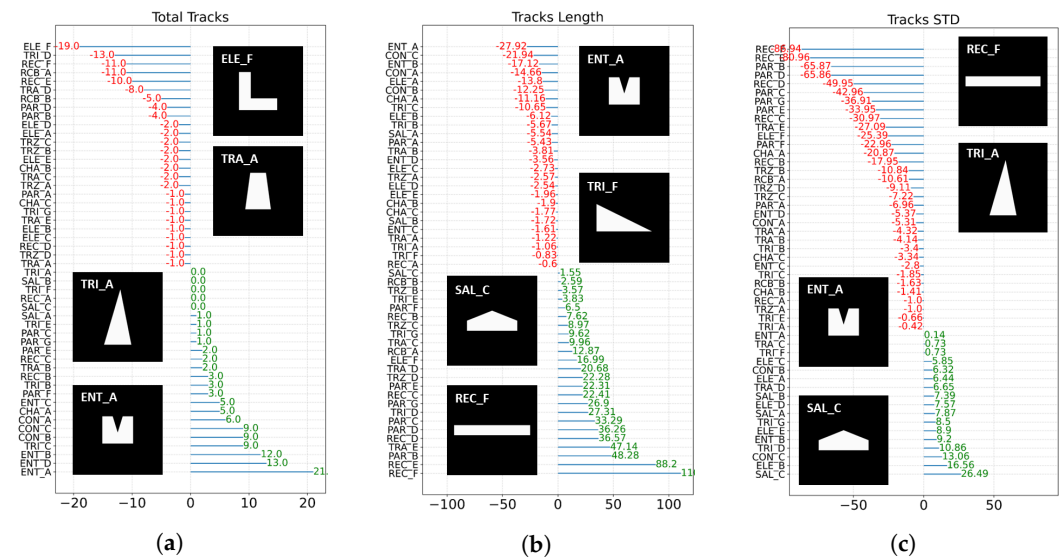 Total Tracks
ELE_F -19.0
TRI_D -13.0
REC_F -11.0
RCB_A -11.0
REC_E -10.0
TRA_D -8.0
RCB_B -5.0
PAR_D -4.0
PAR_B -4.0
ELE_D -2.0
ELE_A -2.0
TRZ_C -2.0
TRZ_B -2.0
ELE_E -2.0
CHA_B -2.0
TRA_C -2.0
TRZ_A -2.0
PAR_A -1.0
CHA_C -1.0
TRI_G -1.0
TRA_E -1.0
ELE_B -1.0
ELE_C -1.0
REC_D -1.0
TRZ_D -1.0
TRA_A -1.0
TRI_A 0.0
SAL_B 0.0
TRI_F 0.0
REC_A 0.0
SAL_C 0.0
SAL_A 1.0
TRI_E 1.0
PAR_C 1.0
PAR_G 1.0
PAR_E 2.0
REC_C 2.0
TRA_B 2.0
REC_B 3.0
TRI_B 3.0
PAR_F 3.0
ENT_C 5.0
CHA_A 5.0
CON_A 6.0
CON_C 9.0
CON_B 9.0
TRI_C 9.0
ENT_B 12.0
ENT_D 13.0
ENT_A 21.
ELE_F
TRA_A
TRI_A
ENT_A
−20 −10 0 10 20
(a)
Tracks Length
ENT_A -27.92
CON_C -21.94
ENT_B -17.12
CON_A -14.66
ELE_A -13.8
CON_B -12.25
CHA_A -11.16
TRI_C -10.65
ELE_B -6.12
TRI_B -5.67
SAL_A -5.54
PAR_A -5.43
TRA_B -3.81
ENT_D -3.56
ELE_C -2.73
TRZ_A -2.57
ELE_D -2.54
ELE_E -1.96
CHA_B -1.9
CHA_C -1.77
SAL_B -1.72
ENT_C -1.61
TRA_A -1.22
TRI_A -1.06
TRI_F -0.83
REC_A -0.6
SAL_C 1.55
RCB_B 2.59
TRZ_B 3.57
TRI_E 3.83
PAR_F 6.5
REC_B 7.62
TRZ_C 8.97
TRI_G 9.62
TRA_C 9.96
RCB_A 12.87
ELE_F 16.99
TRA_D 20.68
TRZ_D 22.28
PAR_E 22.31
REC_C 22.41
PAR_G 26.9
TRI_D 27.31
PAR_C 33.29
PAR_D 36.26
REC_D 36.57
TRA_E 47.14
PAR_B 48.28
REC_E 88.2
REC_F 11
ENT_A
TRI_F
SAL_C
REC_F
−100 −50 0 50 100
(b)
Tracks STD
REC_F -86.94
REC_E -80.96
PAR_B -65.87
PAR_D -65.86
REC_D -49.95
PAR_C -42.96
PAR_G -36.91
PAR_E -33.95
REC_C -30.97
TRA_E -27.09
ELE_F -25.39
PAR_F -22.96
CHA_A -20.87
REC_B -17.95
TRZ_B -10.84
RCB_A -10.61
TRZ_D -9.11
TRZ_C -7.22
PAR_A -6.96
ENT_D -5.37
CON_A -5.31
TRA_A -4.32
TRA_B -4.14
TRI_B -3.4
CHA_C -3.34
ENT_C -2.8
TRI_C -1.85
RCB_B -1.63
CHA_B -1.41
REC_A -1.0
TRZ_A -1.0
TRI_E -0.66
TRI_A -0.42
ENT_A 0.14
TRA_C 0.73
TRI_F 0.73
ELE_C 5.85
CON_B 6.32
ELE_A 6.44
TRA_D 6.65
SAL_B 7.39
ELE_D 7.57
SAL_A 7.87
TRI_G 8.5
ELE_E 8.9
ENT_B 9.2
TRI_D 10.86
CON_C 13.06
ELE_B 16.56
SAL_C 26.49
REC_F
TRI_A
ENT_A
SAL_C
−50 0 50
(c)